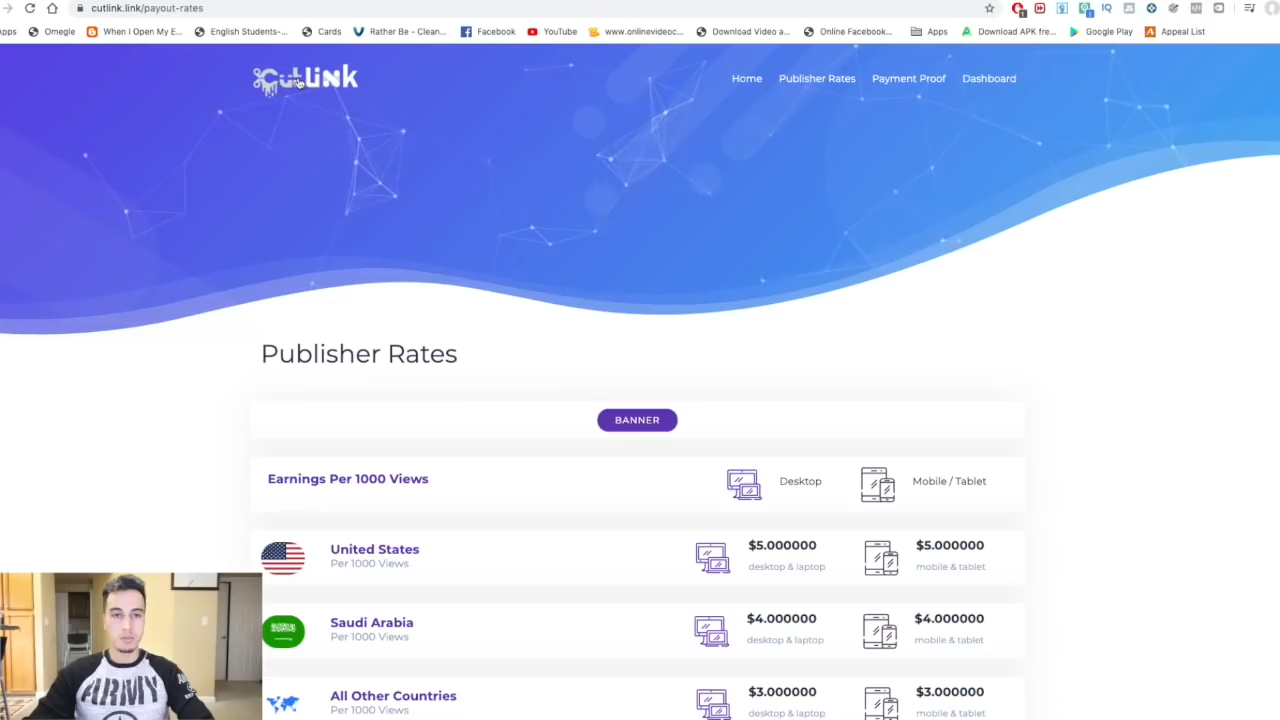 cutlink.link/payout-rates
Apps Omegle When I Open My E... English Students-... Cards Rather Be - Clean... Facebook YouTube www.onlinevideoc... Download Video a... Online Facebook... Apps Download APK fre... Google Play Appeal List
Cutlink Home Publisher Rates Payment Proof Dashboard
Publisher Rates
BANNER
Earnings Per 1000 Views Desktop Mobile / Tablet
United States $5.000000 $5.000000
Per 1000 Views desktop & laptop mobile & tablet
Saudi Arabia $4.000000 $4.000000
Per 1000 Views desktop & laptop mobile & tablet
All Other Countries $3.000000 $3.000000
Per 1000 Views desktop & laptop mobile & tablet
ARMY